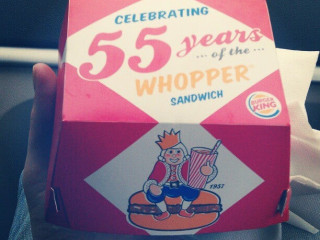 CELEBRATING
55 years
... of the ...
WHOPPER®
SANDWICH
BURGER
KING
1957